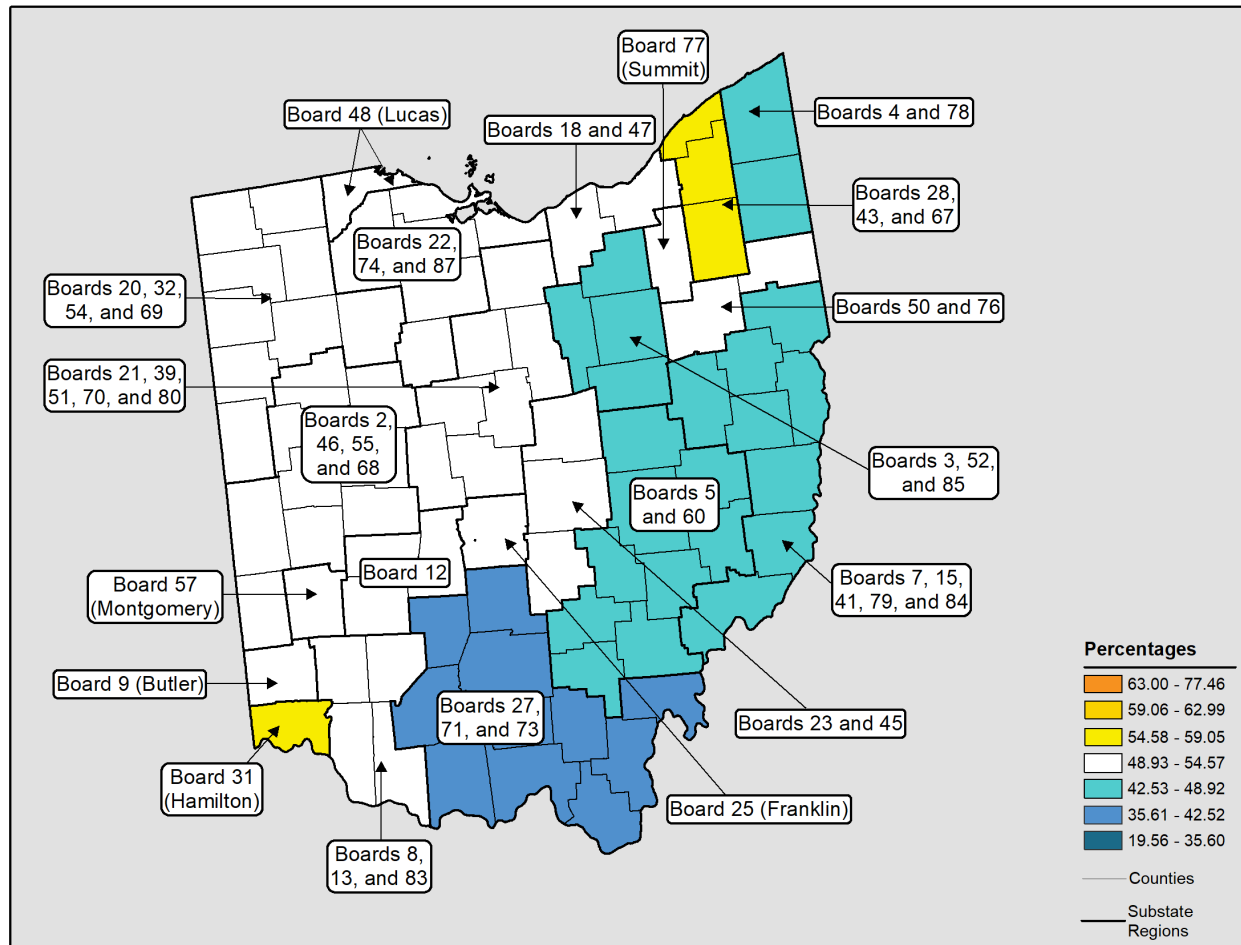 Board 77
(Summit)
Board 48 (Lucas)
Boards 18 and 47
Boards 4 and 78
Boards 28,
43, and 67
Boards 22,
74, and 87
Boards 20, 32,
54, and 69
Boards 50 and 76
Boards 21, 39,
51, 70, and 80
Boards 2,
46, 55,
and 68
Boards 3, 52,
and 85
Boards 5
and 60
Board 12
Board 57
(Montgomery)
Boards 7, 15,
41, 79, and 84
Board 9 (Butler)
Boards 27,
71, and 73
Boards 23 and 45
Board 31
(Hamilton)
Board 25 (Franklin)
Boards 8,
13, and 83
Percentages
63.00 - 77.46
59.06 - 62.99
54.58 - 59.05
48.93 - 54.57
42.53 - 48.92
35.61 - 42.52
19.56 - 35.60
Counties
Substate
Regions